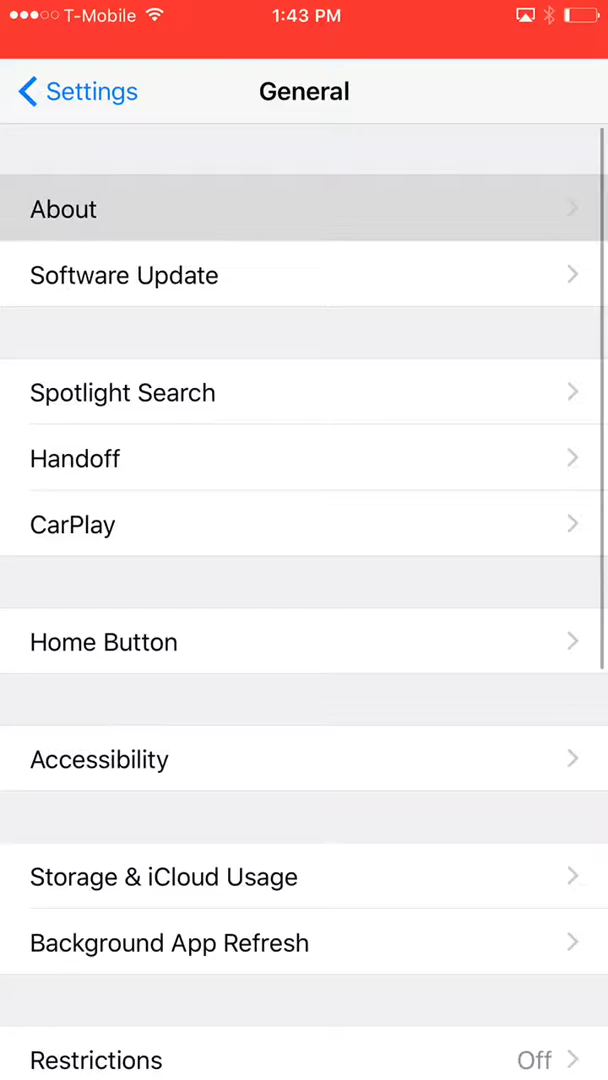 T-Mobile 1:43 PM
Settings General
About
Software Update
Spotlight Search
Handoff
CarPlay
Home Button
Accessibility
Storage & iCloud Usage
Background App Refresh
Restrictions Off